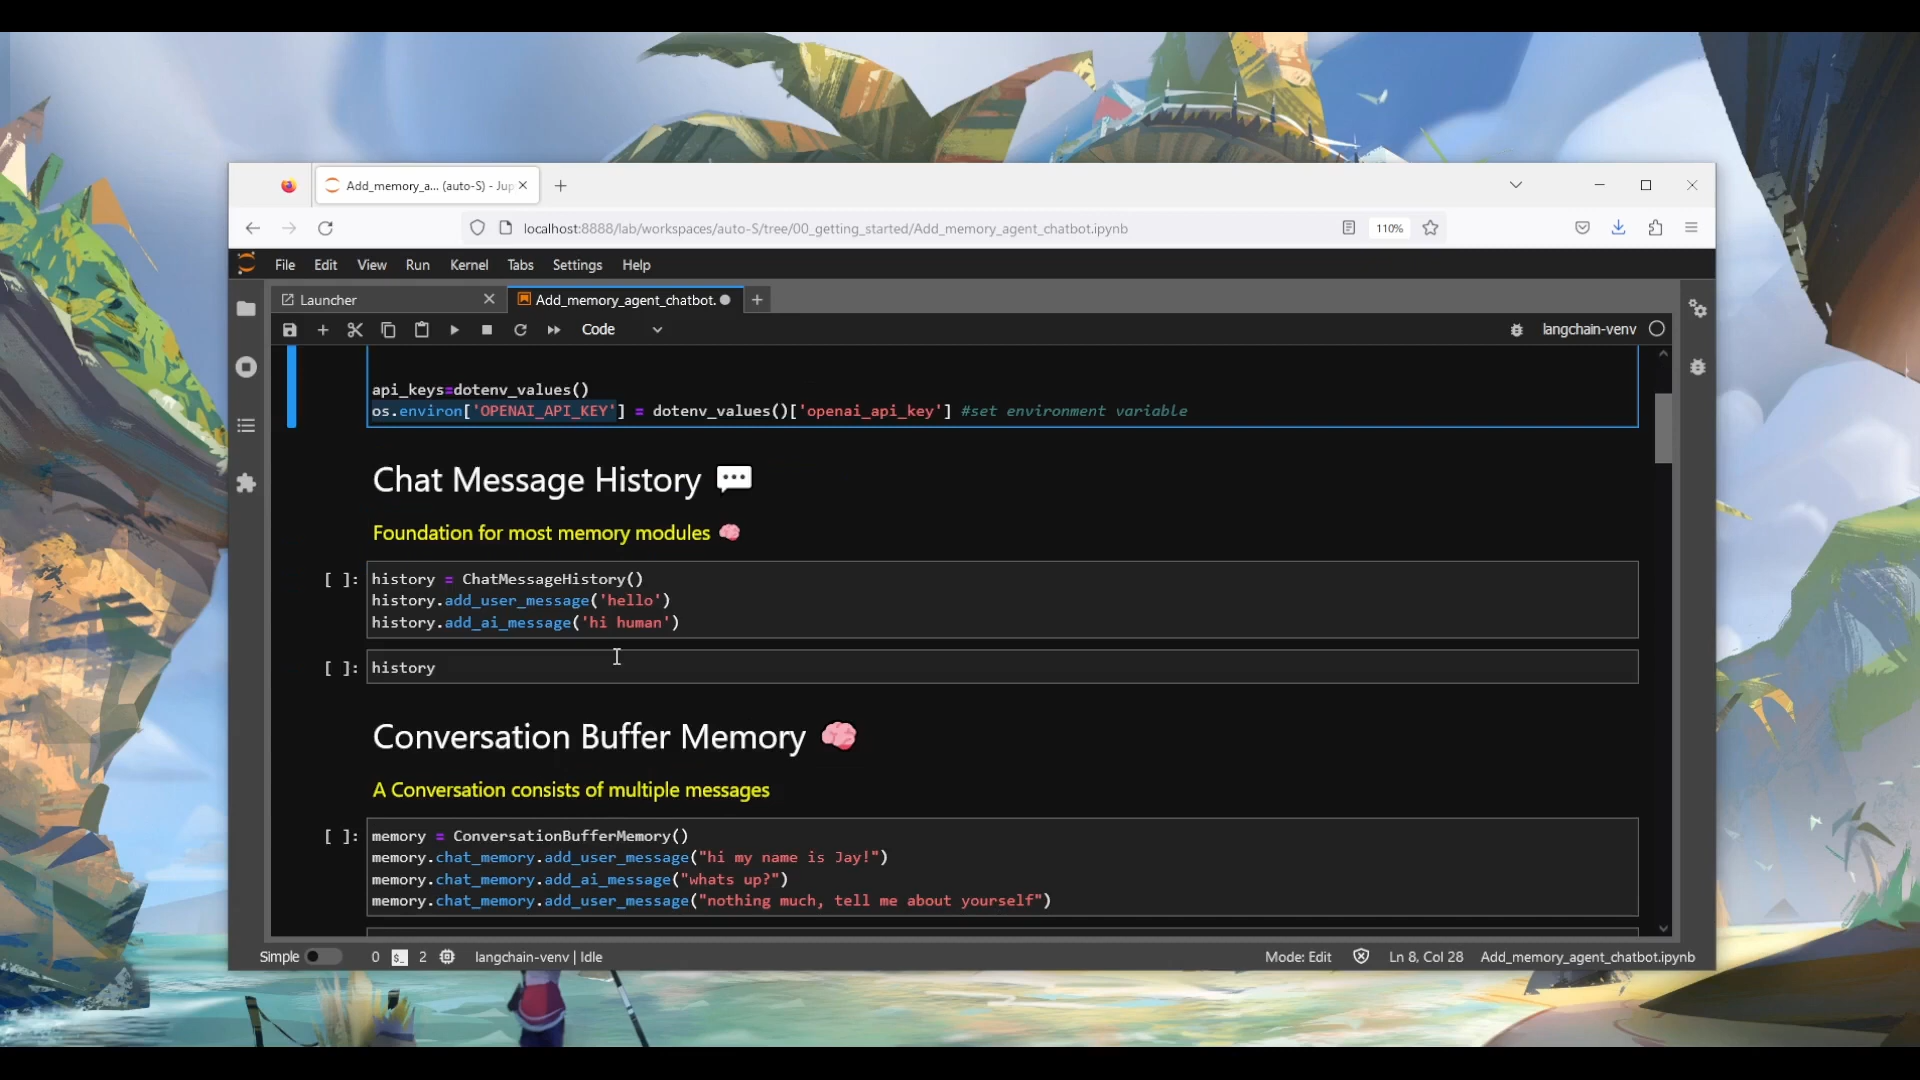 Add_memory_a... (auto-S) - Jup
localhost:8888/lab/workspaces/auto-S/tree/00_getting_started/Add_memory_agent_chatbot.ipynb
110%
File Edit View Run Kernel Tabs Settings Help
Launcher
Add_memory_agent_chatbot.
Code
langchain-venv
api_keys=dotenv_values()
os.environ['OPENAI_API_KEY'] = dotenv_values()['openai_api_key'] #set environment variable
Chat Message History
Foundation for most memory modules
[ ]: history = ChatMessageHistory()
history.add_user_message('hello')
history.add_ai_message('hi human')
[ ]: history
Conversation Buffer Memory
A Conversation consists of multiple messages
[ ]: memory = ConversationBufferMemory()
memory.chat_memory.add_user_message("hi my name is Jay!")
memory.chat_memory.add_ai_message("whats up?")
memory.chat_memory.add_user_message("nothing much, tell me about yourself")
Simple 0 $_ 2 langchain-venv | Idle Mode: Edit Ln 8, Col 28 Add_memory_agent_chatbot.ipynb